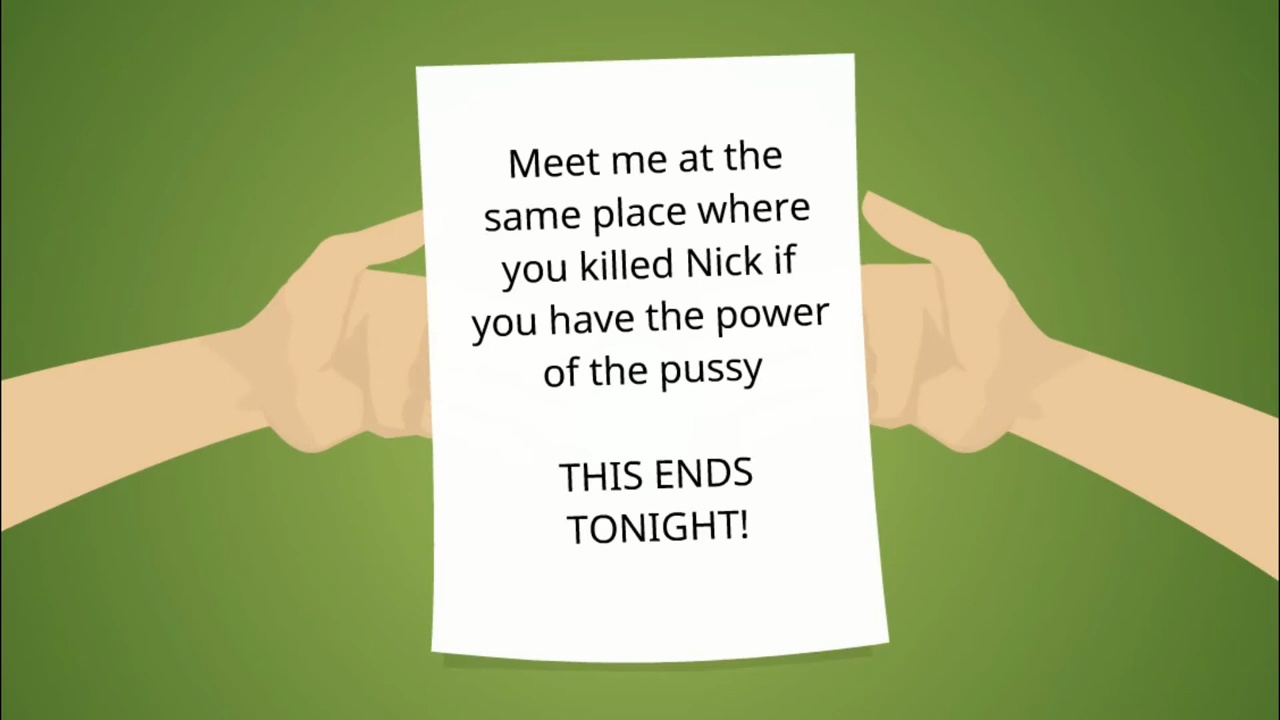 Meet me at the
same place where
you killed Nick if
you have the power
of the pussy
THIS ENDS
TONIGHT!